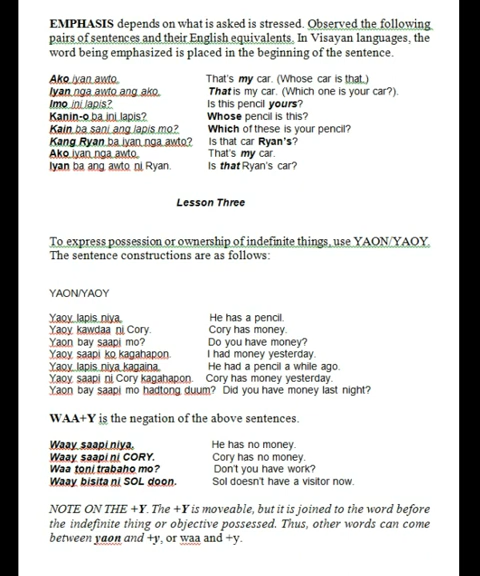 EMPHASIS depends on what is asked is stressed. Observed the following
pairs of sentences and their English equivalents. In Visayan languages, the
word being emphasized is placed in the beginning of the sentence.
Ako iyan awto. That's my car. (Whose car is that.)
Iyan nga awto ang ako. That is my car. (Which one is your car?).
Imo ini lapis? Is this pencil yours?
Kanin-o ba ini lapis? Whose pencil is this?
Kain ba sani ang lapis mo? Which of these is your pencil?
Kang Ryan ba iyan nga awto? Is that car Ryan's?
Ako iyan nga awto. That's my car.
Iyan ba ang awto ni Ryan. Is that Ryan's car?
Lesson Three
To express possession or ownership of indefinite things, use YAON/YAOY.
The sentence constructions are as follows:
YAON/YAOY
Yaoy lapis niya. He has a pencil.
Yaoy kawdaa ni Cory. Cory has money.
Yaon bay saapi mo? Do you have money?
Yaoy saapi ko kagahapon. I had money yesterday.
Yaoy lapis niya kagaina. He had a pencil a while ago.
Yaoy saapi ni Cory kagahapon. Cory has money yesterday.
Yaon bay saapi mo hadtong duum? Did you have money last night?
WAA+Y is the negation of the above sentences.
Waay saapi niya. He has no money.
Waay saapi ni CORY. Cory has no money.
Waa toni trabaho mo? Don't you have work?
Waay bisita ni SOL doon. Sol doesn't have a visitor now.
NOTE ON THE +Y. The +Y is moveable, but it is joined to the word before
the indefinite thing or objective possessed. Thus, other words can come
between yaon and +y, or waa and +y.